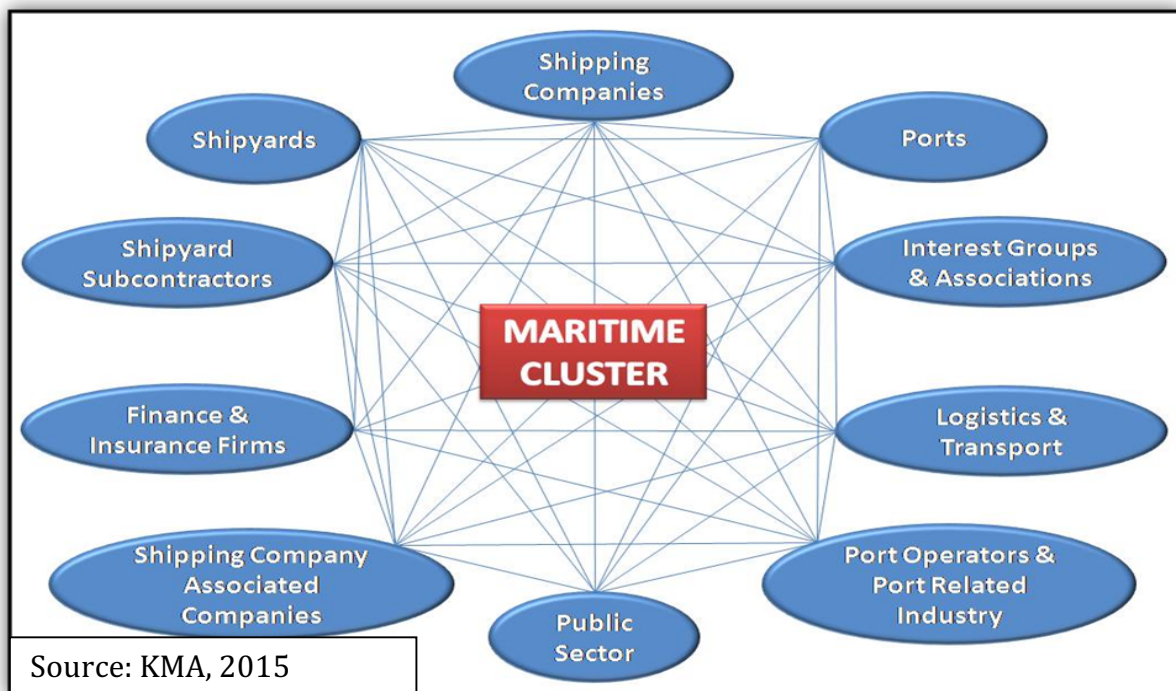 Shipping
Companies
Shipyards
Ports
Shipyard
Subcontractors
Interest Groups
& Associations
MARITIME
CLUSTER
Finance &
Insurance Firms
Logistics &
Transport
Shipping Company
Associated
Companies
Port Operators &
Port Related
Industry
Public
Sector
Source: KMA, 2015